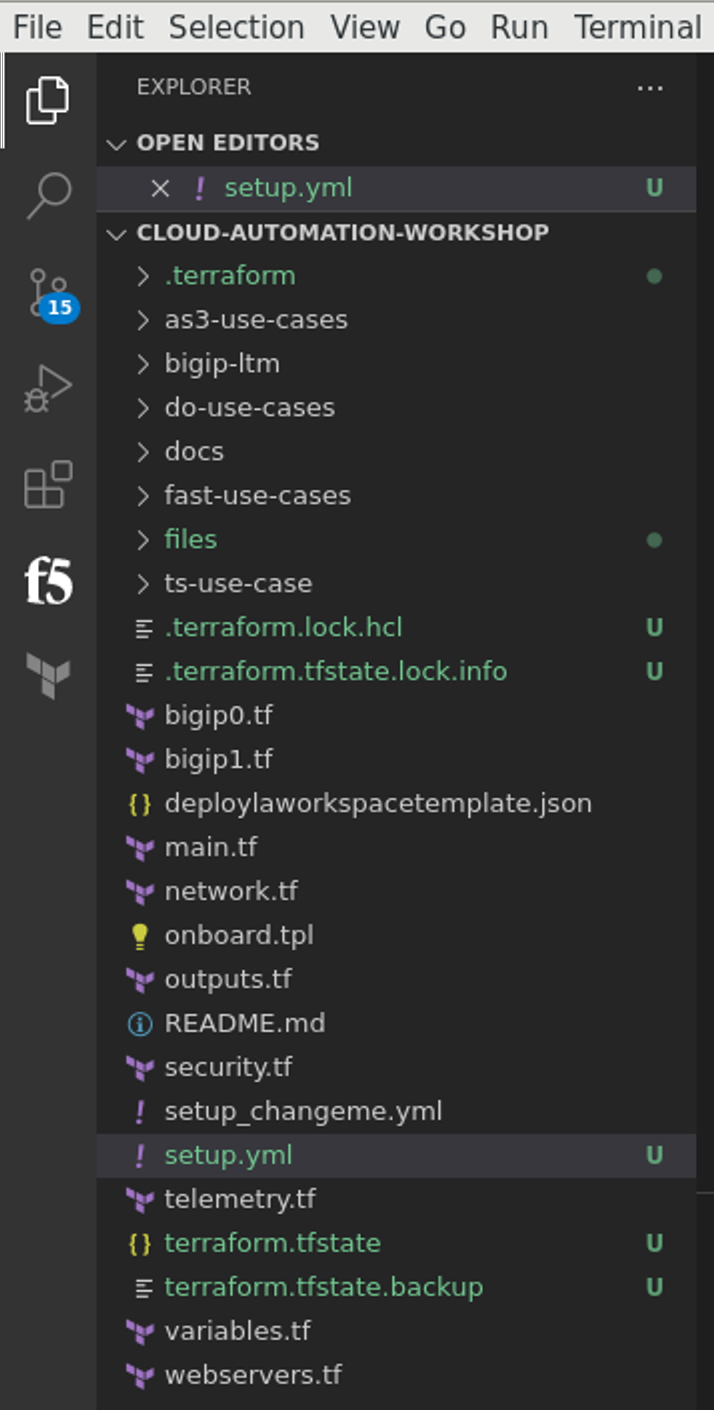 File Edit Selection View Go Run Terminal
EXPLORER ...
OPEN EDITORS
! setup.yml U
CLOUD-AUTOMATION-WORKSHOP
.terraform
15
as3-use-cases
bigip-ltm
do-use-cases
docs
fast-use-cases
files
f5
ts-use-case
.terraform.lock.hcl U
.terraform.tfstate.lock.info U
bigip0.tf
bigip1.tf
{} deploylaworkspacetemplate.json
main.tf
network.tf
onboard.tpl
outputs.tf
README.md
security.tf
! setup_changeme.yml
! setup.yml U
telemetry.tf
{} terraform.tfstate U
terraform.tfstate.backup U
variables.tf
webservers.tf